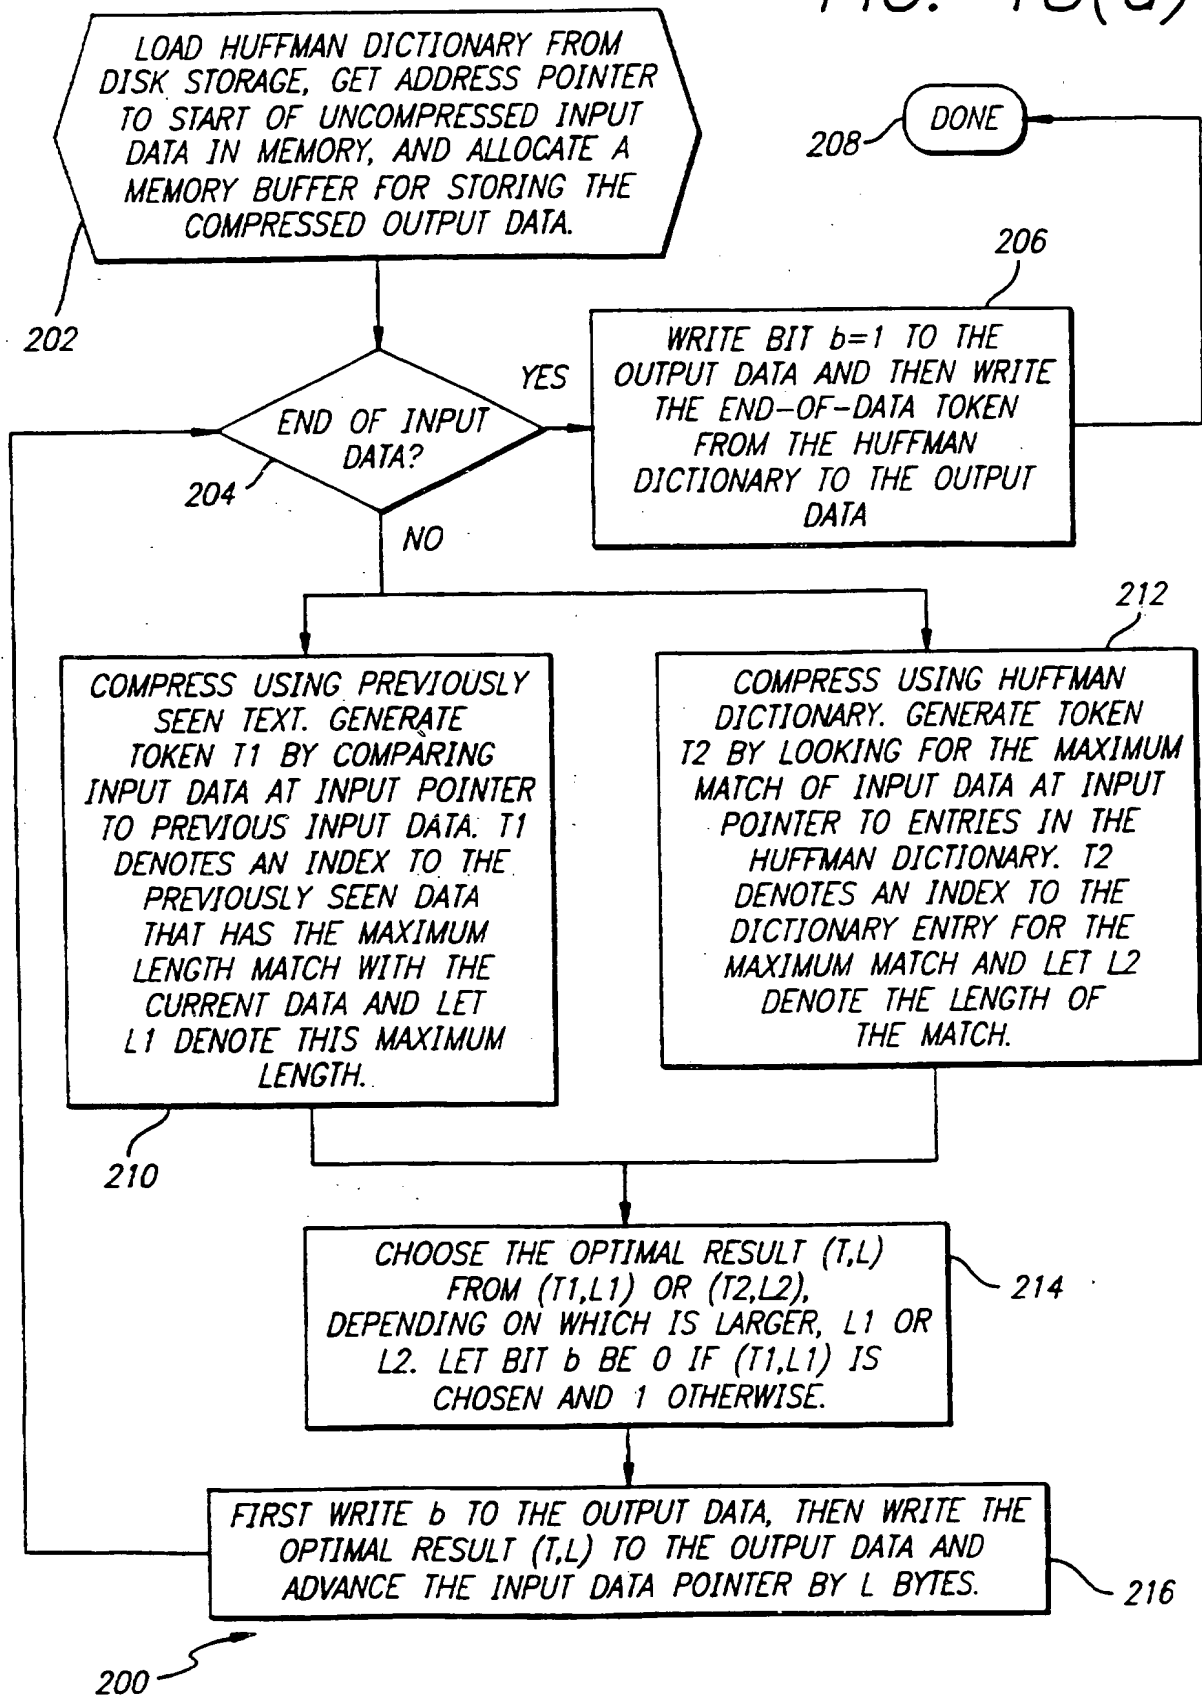 LOAD HUFFMAN DICTIONARY FROM
DISK STORAGE, GET ADDRESS POINTER
TO START OF UNCOMPRESSED INPUT
DATA IN MEMORY, AND ALLOCATE A
MEMORY BUFFER FOR STORING THE
COMPRESSED OUTPUT DATA.
202
DONE
208
206
WRITE BIT b=1 TO THE
OUTPUT DATA AND THEN WRITE
THE END-OF-DATA TOKEN
FROM THE HUFFMAN
DICTIONARY TO THE OUTPUT
DATA
YES
END OF INPUT
DATA?
204
NO
212
COMPRESS USING PREVIOUSLY
SEEN TEXT. GENERATE
TOKEN T1 BY COMPARING
INPUT DATA AT INPUT POINTER
TO PREVIOUS INPUT DATA. T1
DENOTES AN INDEX TO THE
PREVIOUSLY SEEN DATA
THAT HAS THE MAXIMUM
LENGTH MATCH WITH THE
CURRENT DATA AND LET
L1 DENOTE THIS MAXIMUM
LENGTH.
210
COMPRESS USING HUFFMAN
DICTIONARY. GENERATE TOKEN
T2 BY LOOKING FOR THE MAXIMUM
MATCH OF INPUT DATA AT INPUT
POINTER TO ENTRIES IN THE
HUFFMAN DICTIONARY. T2
DENOTES AN INDEX TO THE
DICTIONARY ENTRY FOR THE
MAXIMUM MATCH AND LET L2
DENOTE THE LENGTH OF
THE MATCH.
CHOOSE THE OPTIMAL RESULT (T,L)
FROM (T1,L1) OR (T2,L2),
DEPENDING ON WHICH IS LARGER, L1 OR
L2. LET BIT b BE 0 IF (T1,L1) IS
CHOSEN AND 1 OTHERWISE.
214
FIRST WRITE b TO THE OUTPUT DATA, THEN WRITE THE
OPTIMAL RESULT (T,L) TO THE OUTPUT DATA AND
ADVANCE THE INPUT DATA POINTER BY L BYTES.
216
200